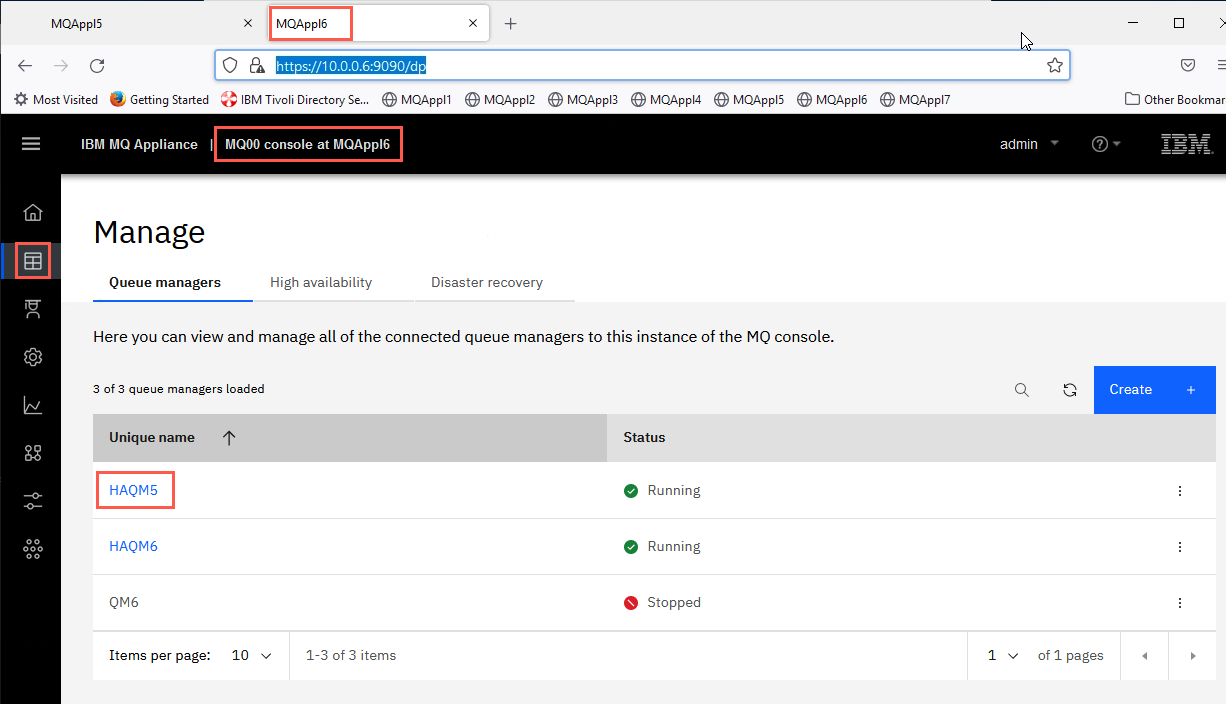 MQAppl5
MQAppl6
https://10.0.0.6:9090/dp
Most Visited
Getting Started
IBM Tivoli Directory Se...
MQAppl1
MQAppl2
MQAppl3
MQAppl4
MQAppl5
MQAppl6
MQAppl7
Other Bookmar
IBM MQ Appliance | MQ00 console at MQAppl6
admin
IBM
Manage
Queue managers
High availability
Disaster recovery
Here you can view and manage all of the connected queue managers to this instance of the MQ console.
3 of 3 queue managers loaded
Create +
Unique name
Status
HAQM5
Running
HAQM6
Running
QM6
Stopped
Items per page: 10
1-3 of 3 items
1 of 1 pages